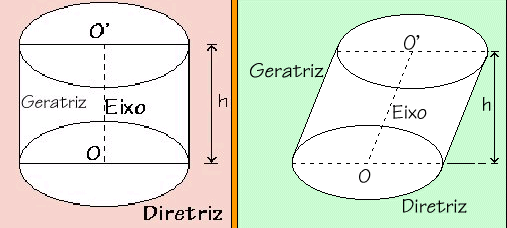 O'
Geratriz
Eixo
h
O
Diretriz
O'
Geratriz
Eixo
h
O
Diretriz